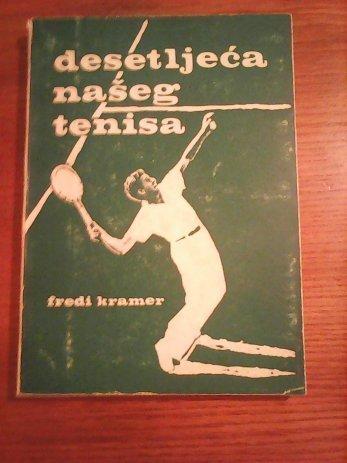 desetljeća
našeg
tenisa
fredi kramer